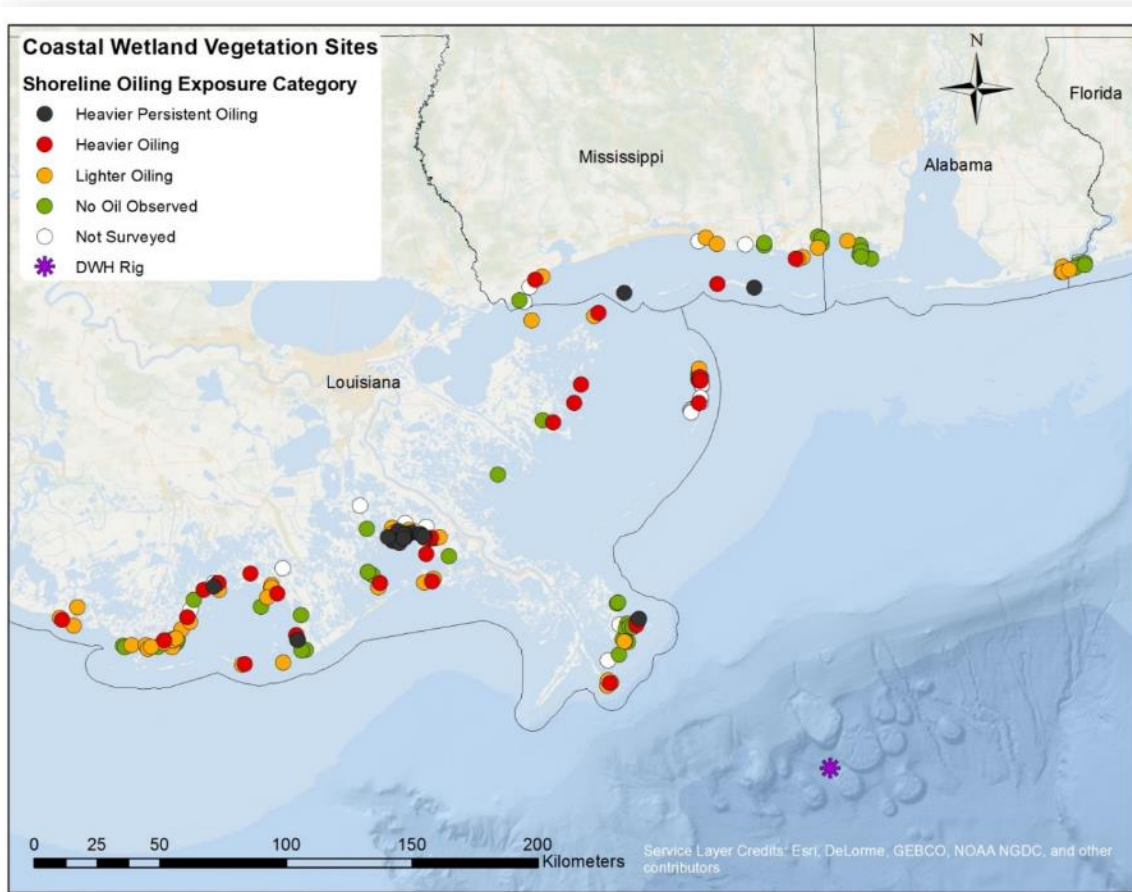 Coastal Wetland Vegetation Sites
Shoreline Oiling Exposure Category
Heavier Persistent Oiling
Heavier Oiling
Lighter Oiling
No Oil Observed
Not Surveyed
DWH Rig
N
Florida
Mississippi
Alabama
Louisiana
0 25 50 100 150 200
Kilometers
Service Layer Credits: Esri, DeLorme, GEBCO, NOAA NGDC, and other
contributors